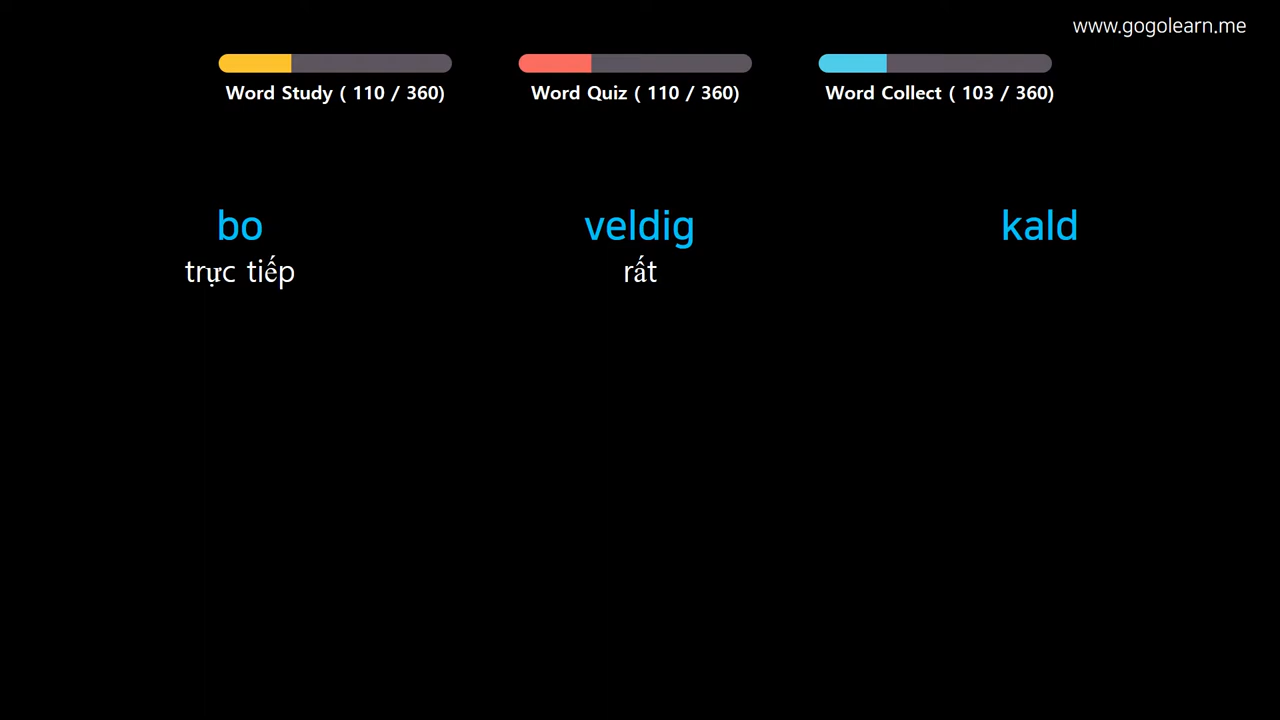 www.gogolearn.me
Word Study ( 110 / 360)
Word Quiz ( 110 / 360)
Word Collect ( 103 / 360)
bo
trực tiếp
veldig
rất
kald